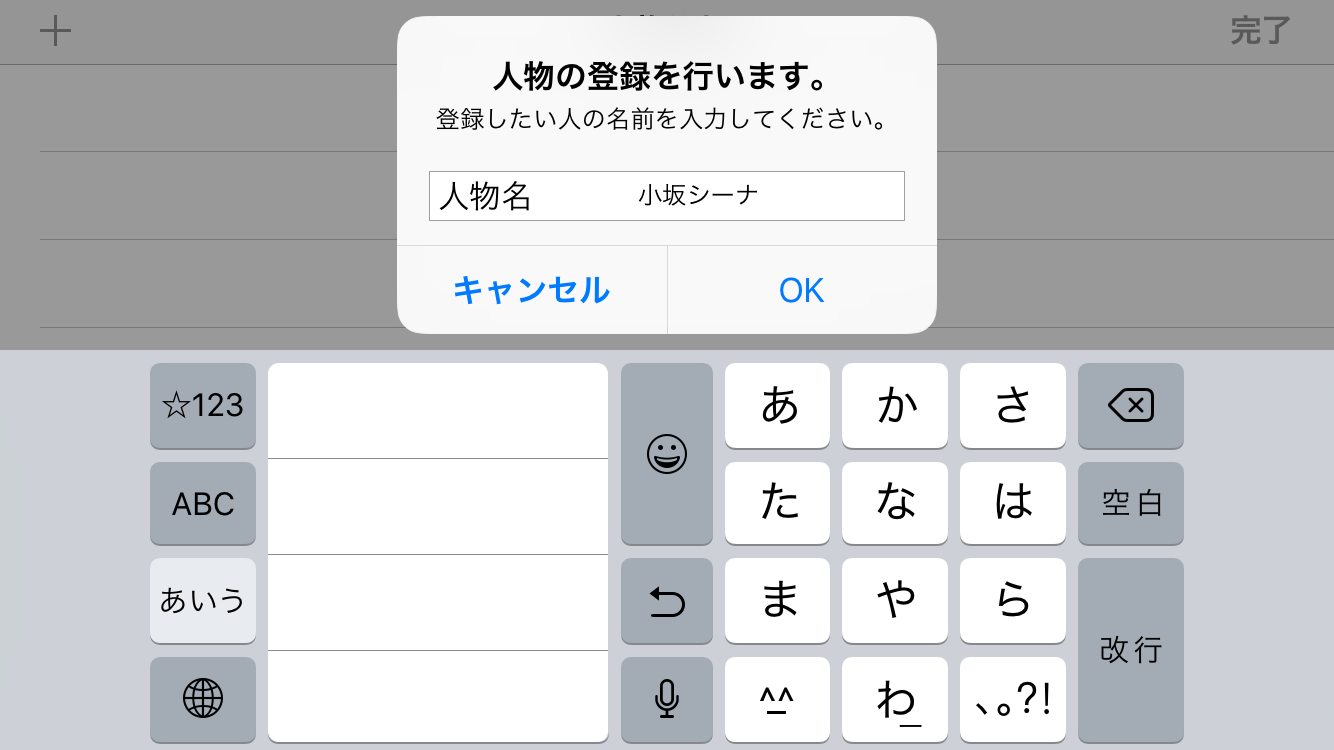 完了
人物の登録を行います。
登録したい人の名前を入力してください。
人物名 小坂シーナ
キャンセル OK
☆123 あ か さ
ABC た な は 空白
あいう ま や ら 改行
^^ わ 、。?!